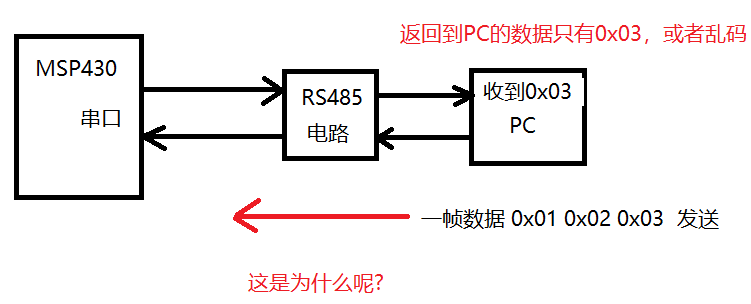 返回到PC的数据只有0x03，或者乱码
MSP430
串口
RS485
电路
收到0x03
PC
一帧数据 0x01 0x02 0x03 发送
这是为什么呢?